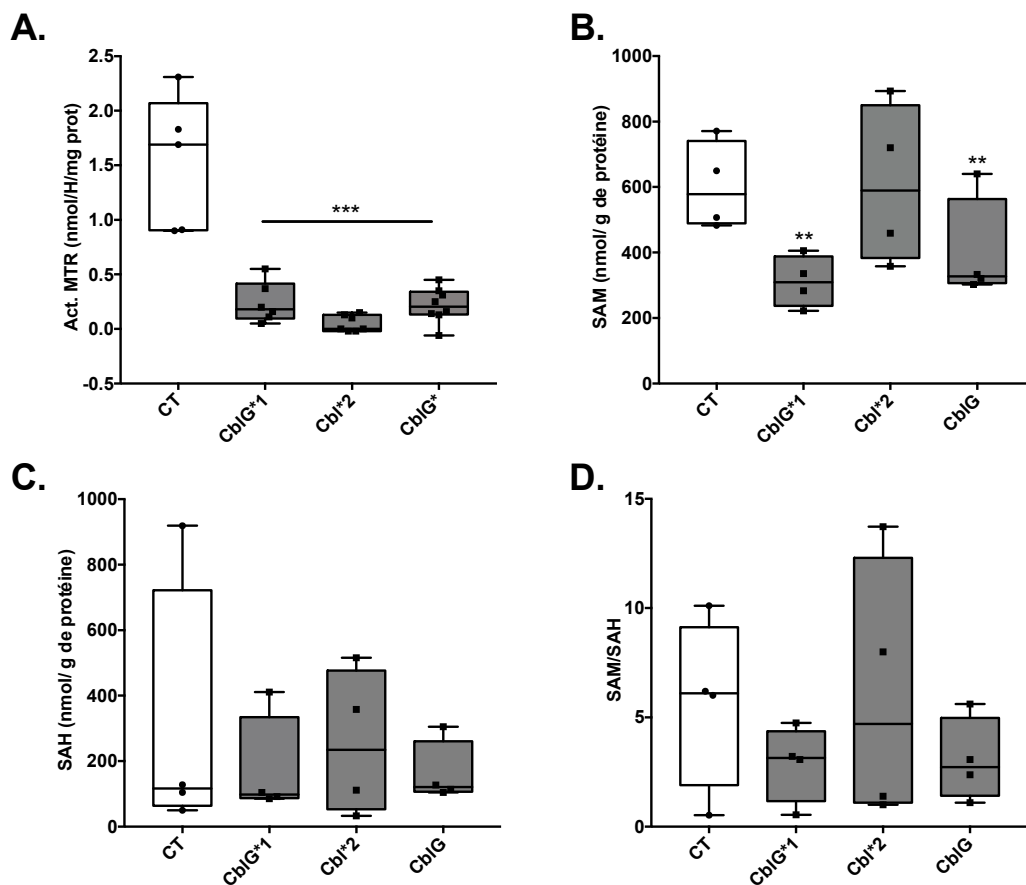 A.
Act. MTR (nmol/H/mg prot)
2.5
2.0
1.5
1.0
0.5
0.0
-0.5
***
CT
CblG*1
Cbl*2
CblG*
B.
SAM (nmol/ g de protéine)
1000
800
600
400
200
0
**
**
CT
CblG*1
Cbl*2
CblG
C.
SAH (nmol/ g de protéine)
1000
800
600
400
200
0
CT
CblG*1
Cbl*2
CblG
D.
SAM/SAH
15
10
5
0
CT
CblG*1
Cbl*2
CblG